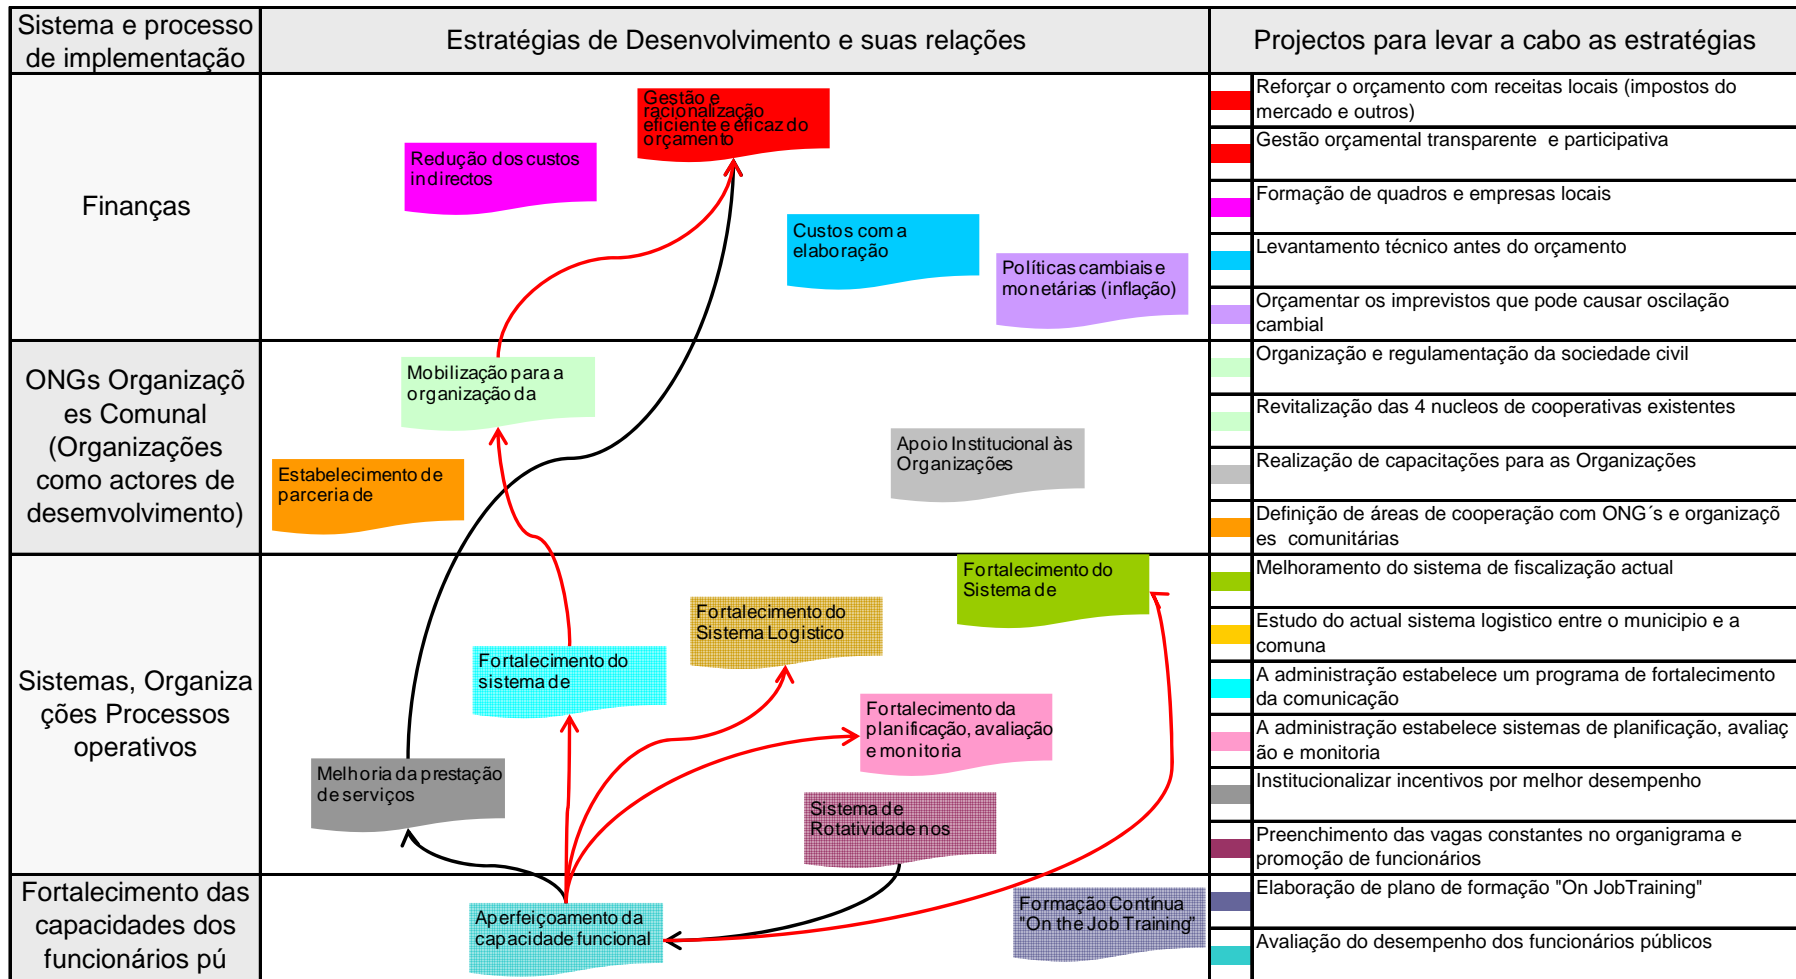 Sistema e processo
de implementação
Estratégias de Desenvolvimento e suas relações
Projectos para levar a cabo as estratégias
Finanças
Gestão e
racionalização
eficiente e eficaz do
orçamento
Redução dos custos
indirectos
Custos com a
elaboração
Políticas cambiais e
monetárias (inflação)
Reforçar o orçamento com receitas locais (impostos do
mercado e outros)
Gestão orçamental transparente e participativa
Formação de quadros e empresas locais
Levantamento técnico antes do orçamento
Orçamentar os imprevistos que pode causar oscilação
cambial
ONGs Organizaçõ
es Comunal
(Organizações
como actores de
desemvolvimento)
Mobilização para a
organização da
Apoio Institucional às
Organizações
Estabelecimento de
parceria de
Organização e regulamentação da sociedade civil
Revitalização das 4 nucleos de cooperativas existentes
Realização de capacitações para as Organizações
Definição de áreas de cooperação com ONG´s e organizaçõ
es comunitárias
Sistemas, Organiza
ções Processos
operativos
Fortalecimento do
Sistema de
Fortalecimento do
Sistema Logistico
Fortalecimento do
sistema de
Fortalecimento da
planificação, avaliação
e monitoria
Melhoria da prestação
de serviços
Sistema de
Rotatividade nos
Melhoramento do sistema de fiscalização actual
Estudo do actual sistema logistico entre o municipio e a
comuna
A administração estabelece um programa de fortalecimento
da comunicação
A administração estabelece sistemas de planificação, avaliaç
ão e monitoria
Institucionalizar incentivos por melhor desempenho
Preenchimento das vagas constantes no organigrama e
promoção de funcionários
Fortalecimento das
capacidades dos
funcionários pú
Aperfeiçoamento da
capacidade funcional
Formação Contínua
"On the Job Training"
Elaboração de plano de formação "On JobTraining"
Avaliação do desempenho dos funcionários públicos